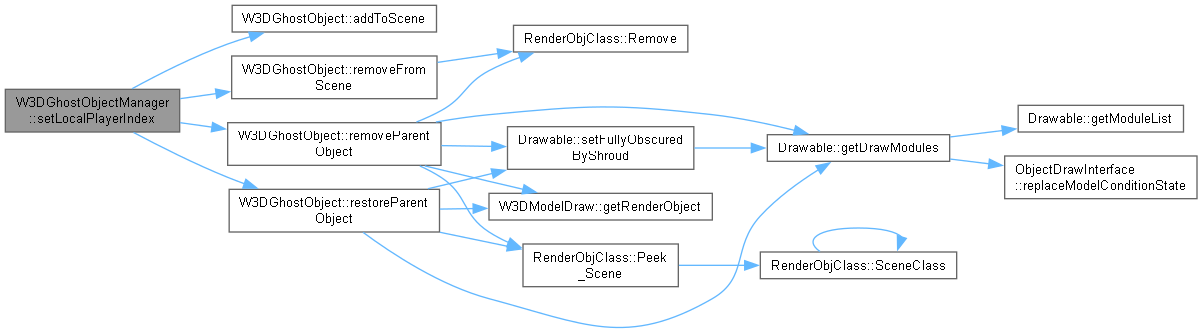 W3DGhostObjectManager
::setLocalPlayerIndex
W3DGhostObject::addToScene
W3DGhostObject::removeFrom
Scene
W3DGhostObject::removeParent
Object
W3DGhostObject::restoreParent
Object
RenderObjClass::Remove
Drawable::setFullyObscured
ByShroud
W3DModelDraw::getRenderObject
RenderObjClass::Peek
_Scene
Drawable::getDrawModules
RenderObjClass::SceneClass
Drawable::getModuleList
ObjectDrawInterface
::replaceModelConditionState